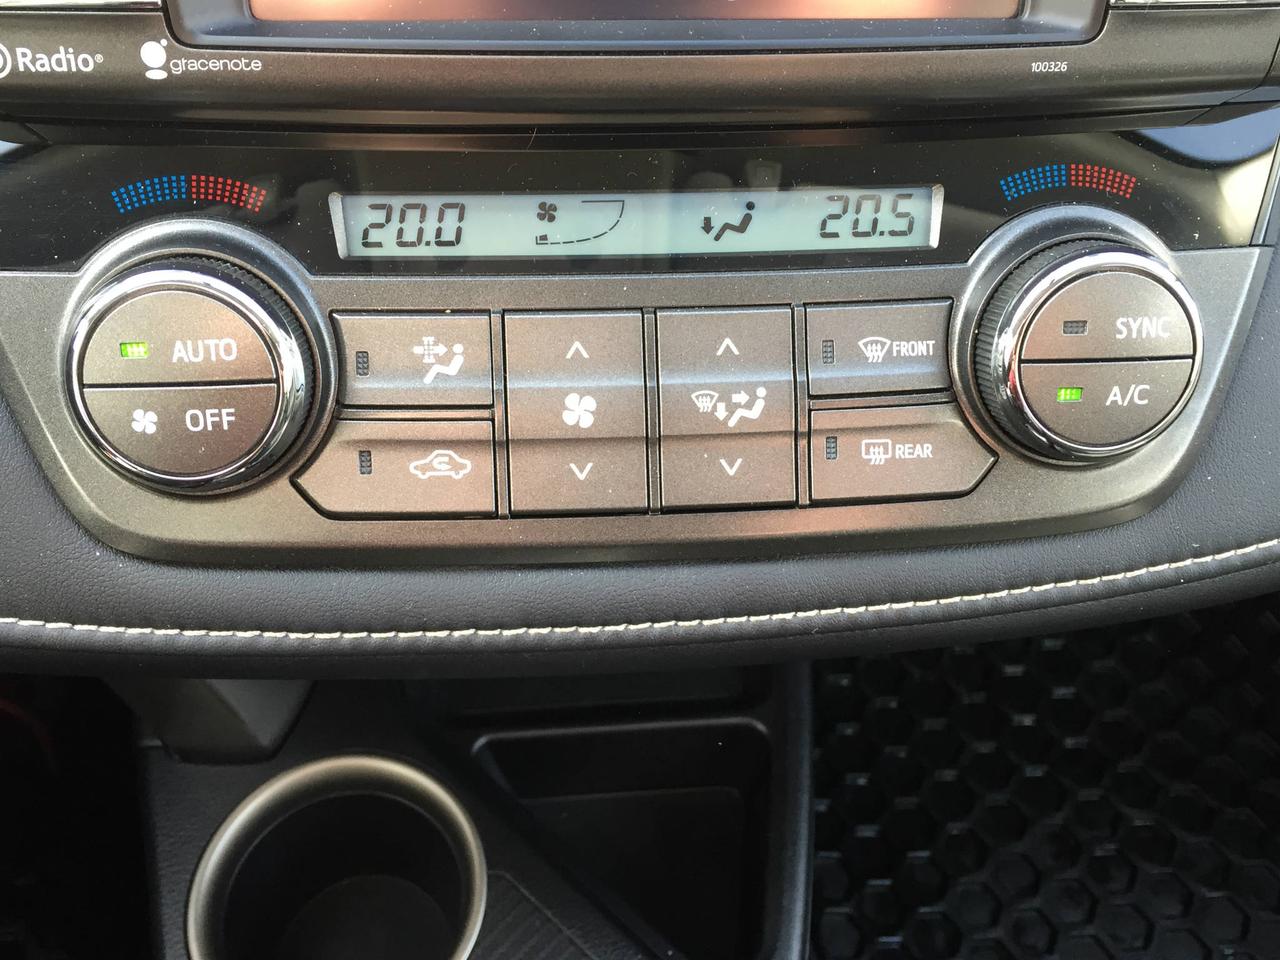 Radio®
gracenote
100326
20.0
20.5
AUTO
OFF
FRONT
REAR
SYNC
A/C